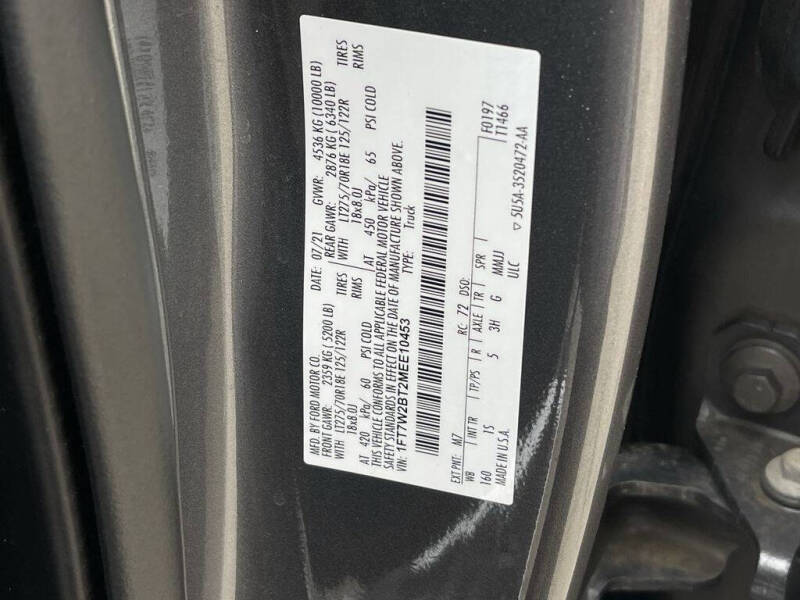 MFD. BY FORD MOTOR CO. DATE: 07/21 GVWR: 4536 KG (10000 LB)
FRONT GAWR: 2359 KG ( 5200 LB) REAR GAWR: 2876 KG ( 6340 LB)
WITH LT275/70R18E 125/122R TIRES WITH LT275/70R18E 125/122R TIRES
18x8.0J RIMS 18x8.0J RIMS
AT 420 kPa/ 60 PSI COLD AT 450 kPa/ 65 PSI COLD
THIS VEHICLE CONFORMS TO ALL APPLICABLE FEDERAL MOTOR VEHICLE
SAFETY STANDARDS IN EFFECT ON THE DATE OF MANUFACTURE SHOWN ABOVE.
VIN: 1FT7W2BT2MEE10453 TYPE: Truck
EXT PNT: M7 RC: 72 DSO: F0197
WB INT TR TP/PS R AXLE TR SPR T1466
160 1S 5 3H G MMJJ
MADE IN U.S.A. ULC ▽ 5U5A-3520472-AA